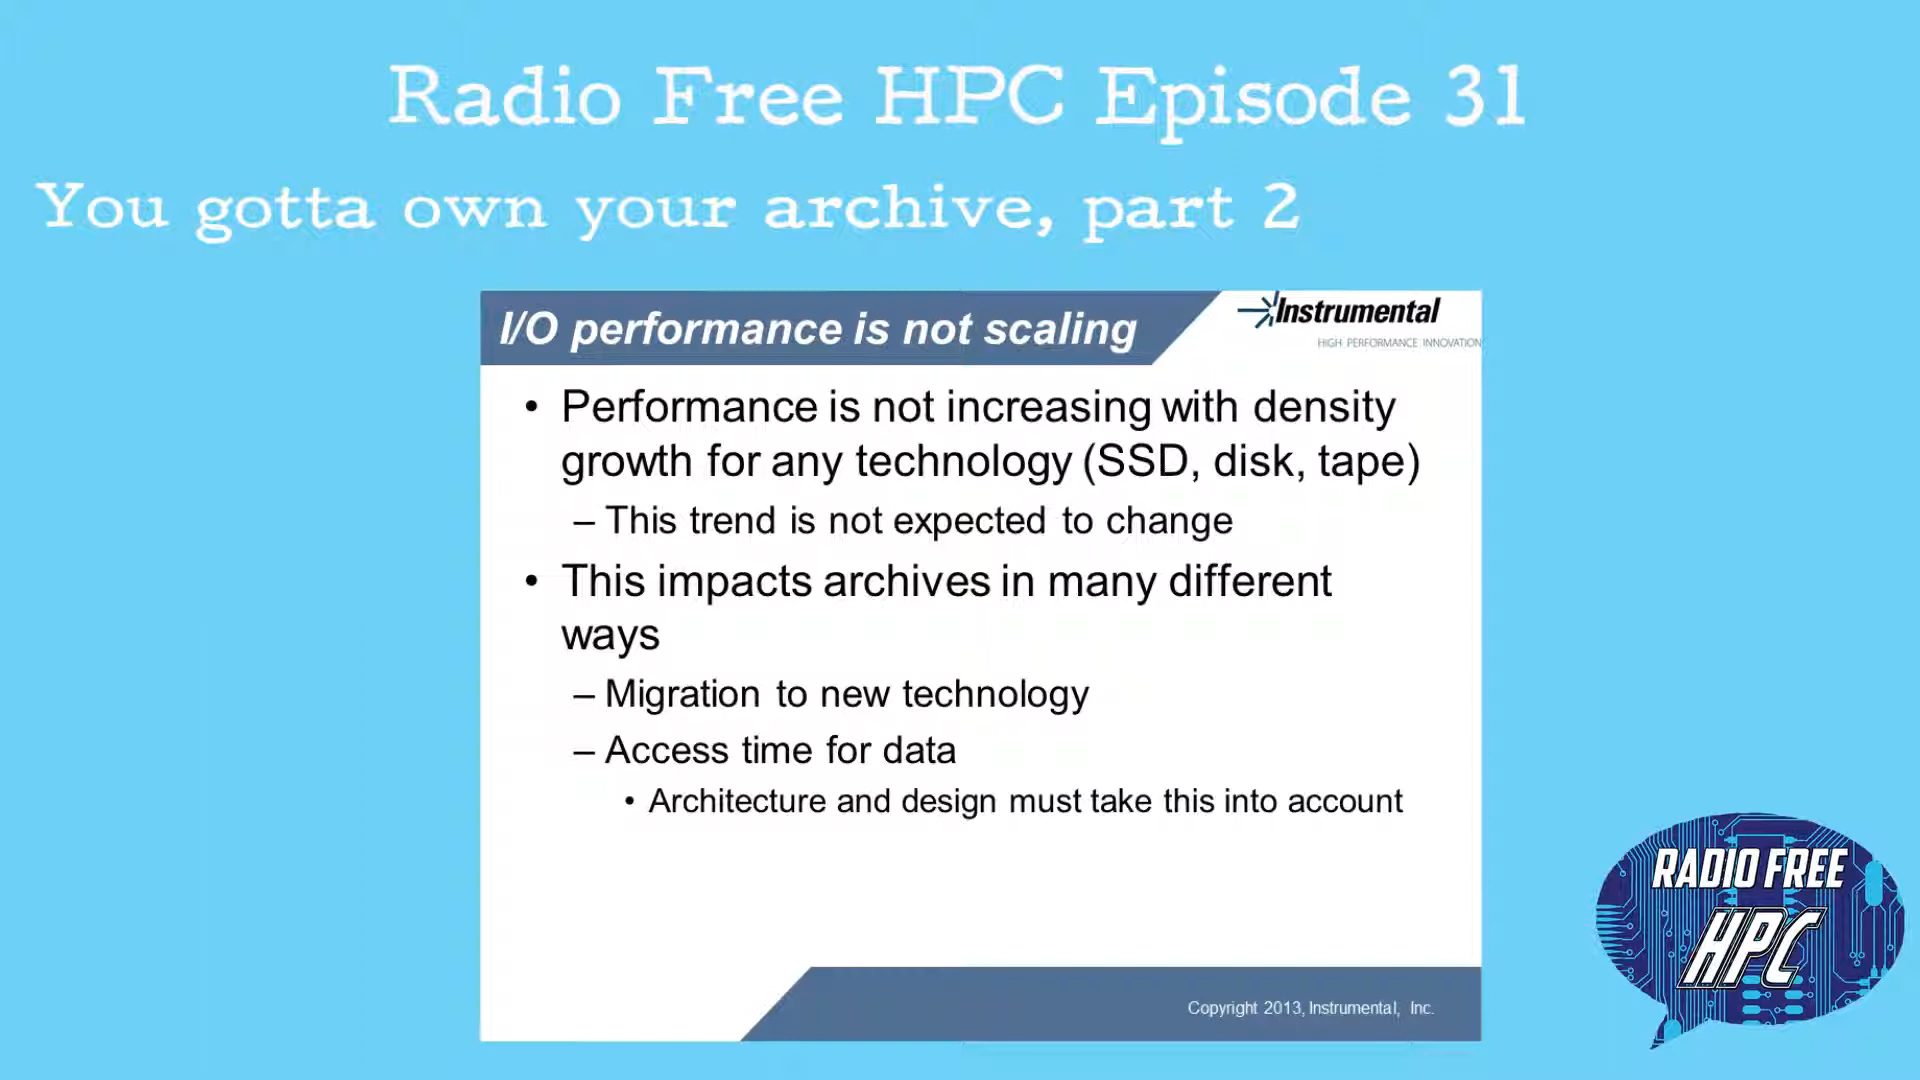 Radio Free HPC Episode 31
You gotta own your archive, part 2
I/O performance is not scaling
Instrumental
HIGH PERFORMANCE INNOVATION
• Performance is not increasing with density
growth for any technology (SSD, disk, tape)
– This trend is not expected to change
• This impacts archives in many different
ways
– Migration to new technology
– Access time for data
• Architecture and design must take this into account
RADIO FREE
HPC
Copyright 2013, Instrumental, Inc.